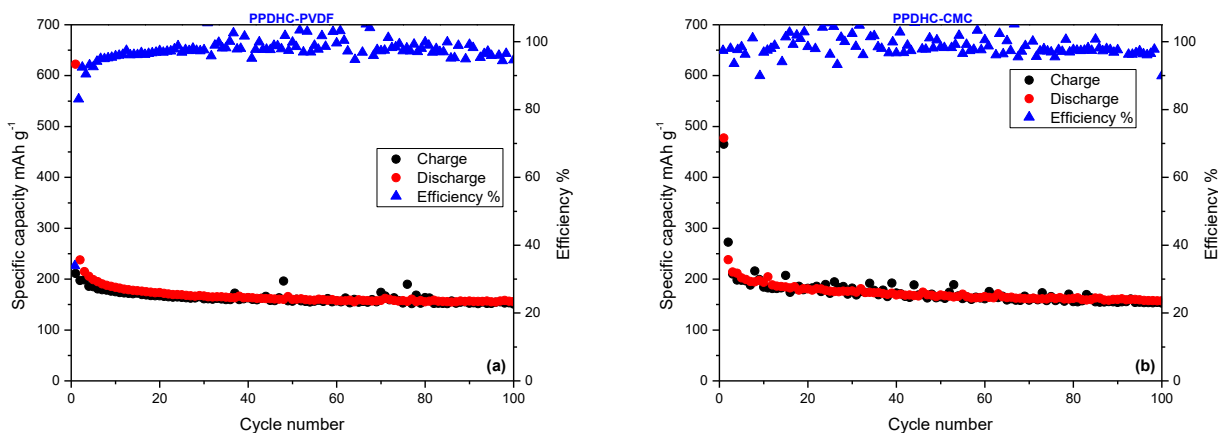 PPDHC-PVDF
700
600
500
400
300
200
100
0
Specific capacity mAh g⁻¹
Charge
Discharge
Efficiency %
100
80
60
40
20
0
Efficiency %
(a)
0 20 40 60 80 100
Cycle number
PPDHC-CMC
700
600
500
400
300
200
100
0
Specific capacity mAh g⁻¹
Charge
Discharge
Efficiency %
100
80
60
40
20
0
Efficiency %
(b)
0 20 40 60 80 100
Cycle number